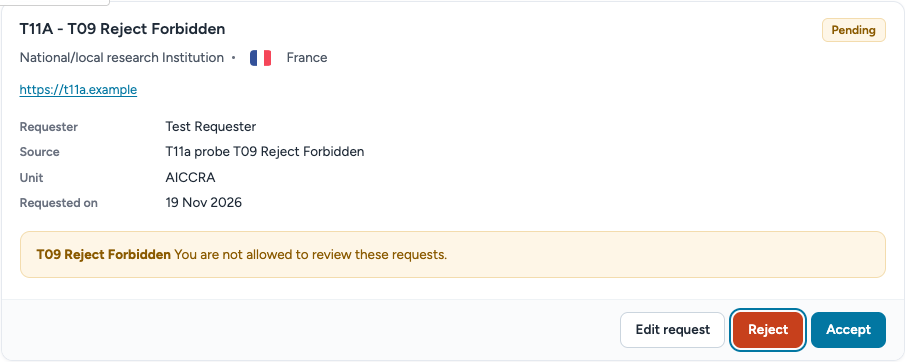 T11A - T09 Reject Forbidden
Pending
National/local research Institution • France
https://t11a.example
Requester Test Requester
Source T11a probe T09 Reject Forbidden
Unit AICCRA
Requested on 19 Nov 2026
T09 Reject Forbidden You are not allowed to review these requests.
Edit request Reject Accept